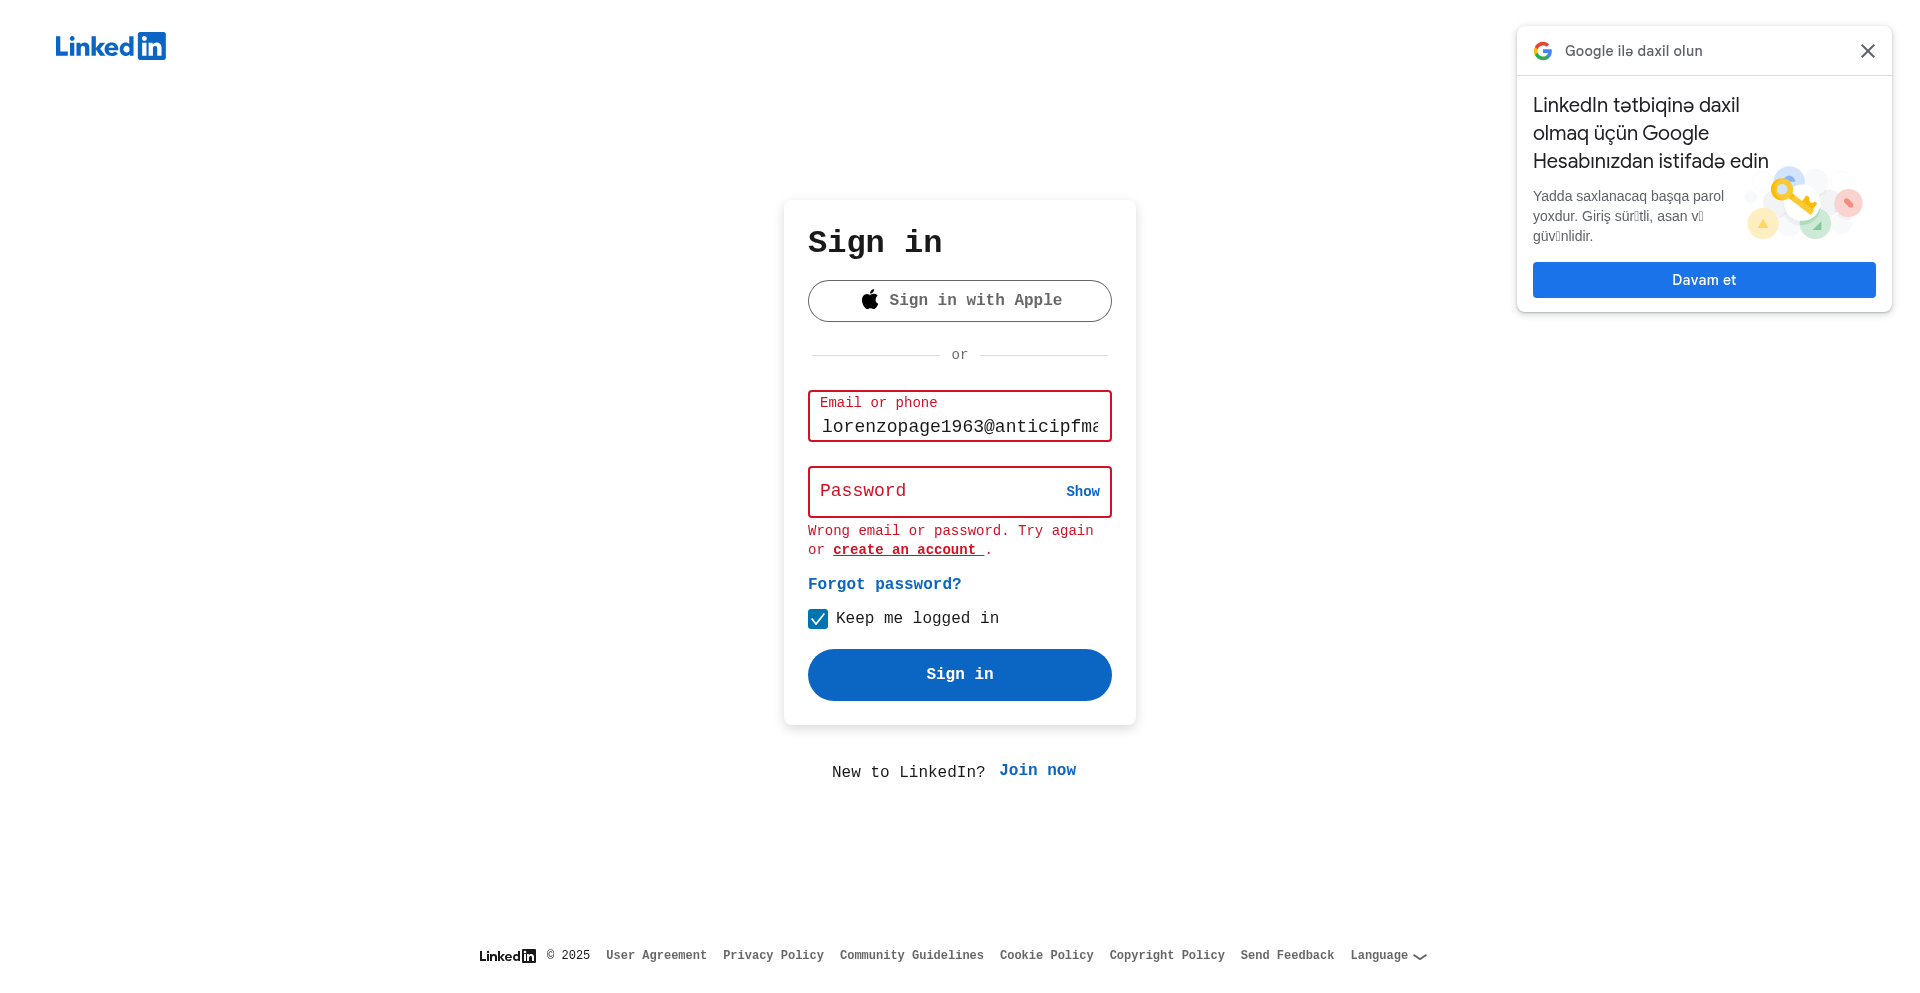 LinkedIn
Sign in
Sign in with Apple
or
Email or phone
lorenzopage1963@anticipfma
Password
Show
Wrong email or password. Try again
or create an account .
Forgot password?
Keep me logged in
Sign in
New to LinkedIn? Join now
Google ilə daxil olun
LinkedIn tətbiqinə daxil
olmaq üçün Google
Hesabınızdan istifadə edin
Yadda saxlanacaq başqa parol
yoxdur. Giriş sür▯tli, asan v▯
güv▯nlidir.
Davam et
LinkedIn © 2025 User Agreement Privacy Policy Community Guidelines Cookie Policy Copyright Policy Send Feedback Language